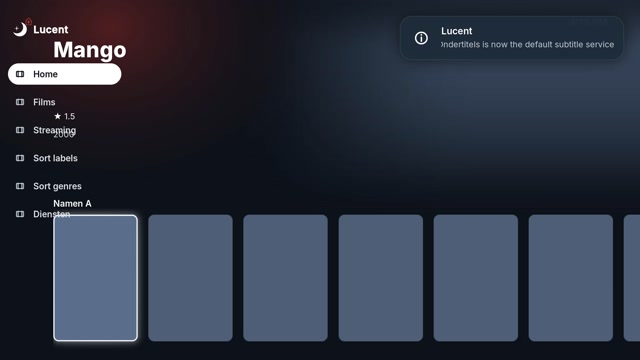 Lucent
Mango
Home
Films
★ 1.5
Streaming
2000
Sort labels
Sort genres
Namen A
Diensten
Lucent
Ondertitels is now the default subtitle service